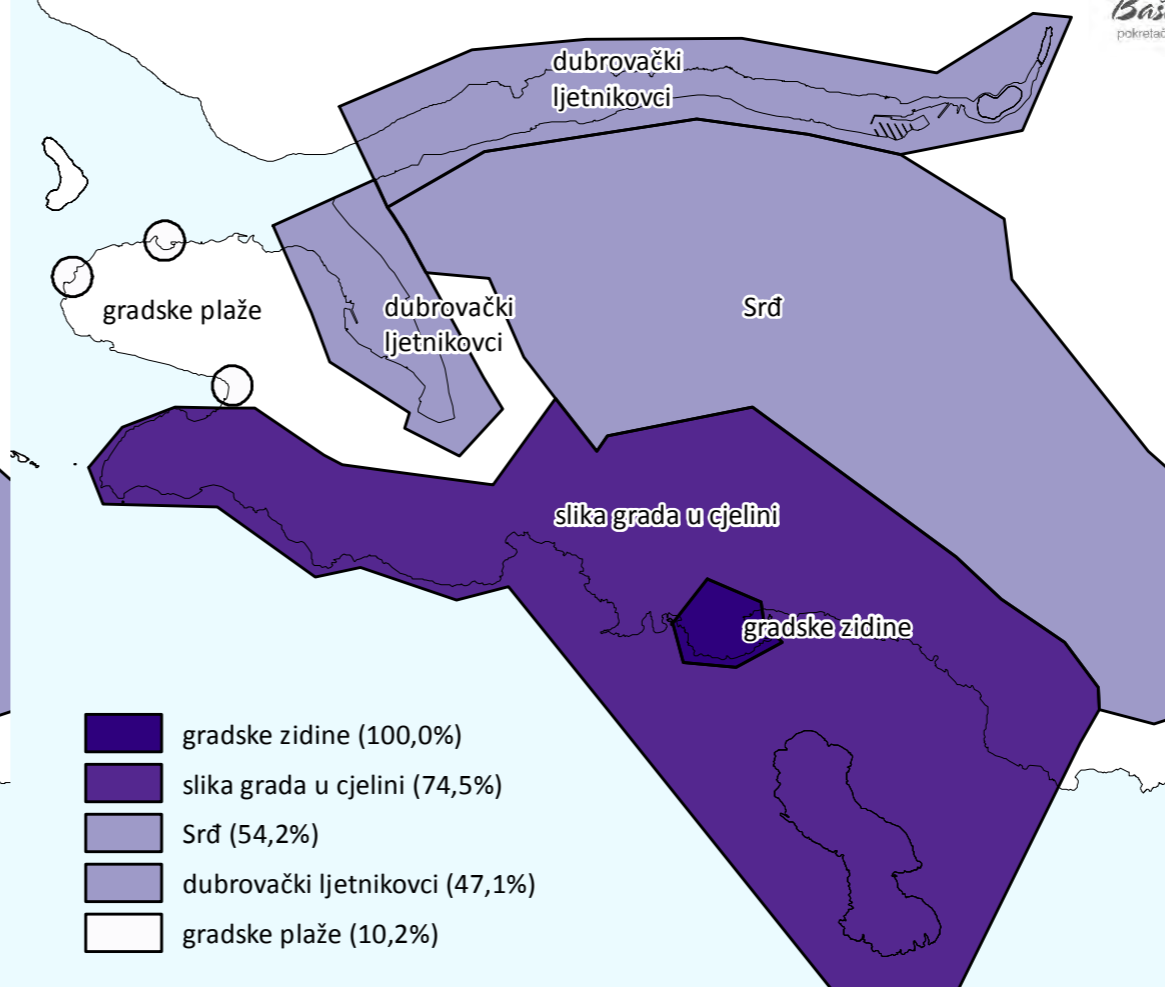 pokretač
dubrovački
ljetnikovci
gradske plaže
dubrovački
ljetnikovci
Srđ
slika grada u cjelini
gradske zidine
gradske zidine (100,0%)
slika grada u cjelini (74,5%)
Srđ (54,2%)
dubrovački ljetnikovci (47,1%)
gradske plaže (10,2%)